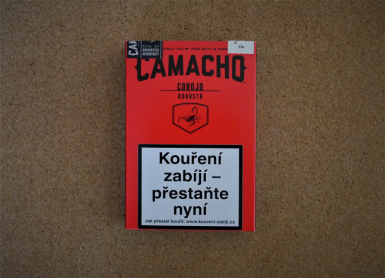 CAMACHO
COROJO
ROBUSTO
Kouření
zabíjí –
přestaňte
nyní
Jak přestat kouřit: www.koureni-zabiji.cz